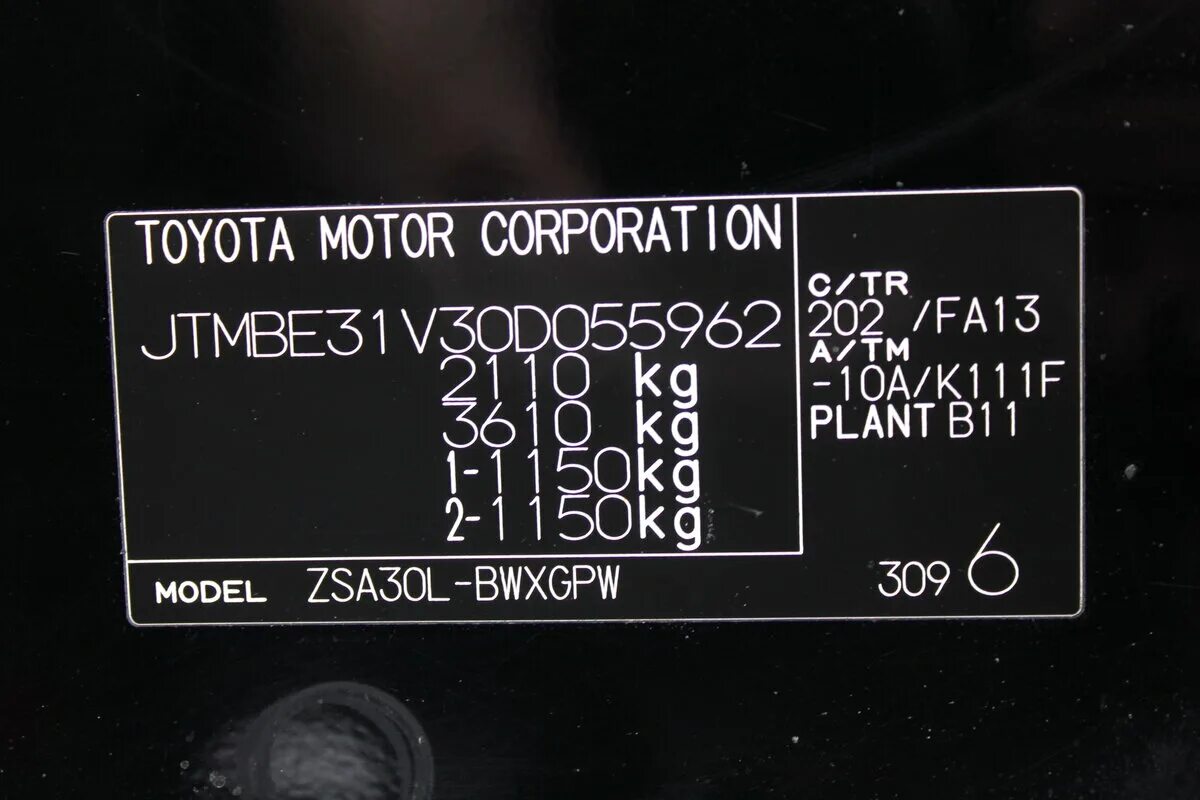 TOYOTA MOTOR CORPORATION
JTMBE31V30D055962
2110 kg
3610 kg
1-1150kg
2-1150kg
C/TR
202 /FA13
A/TM
-10A/K111F
PLANT B11
MODEL ZSA30L-BWXGPW
309 6